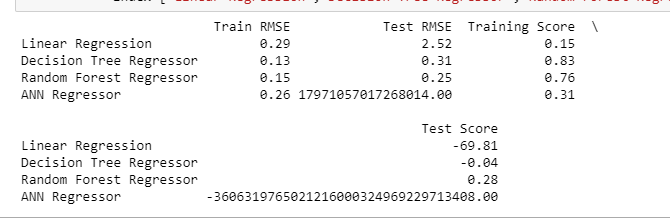 Train RMSE Test RMSE Training Score \
Linear Regression 0.29 2.52 0.15
Decision Tree Regressor 0.13 0.31 0.83
Random Forest Regressor 0.15 0.25 0.76
ANN Regressor 0.26 17971057017268014.00 0.31
Test Score
Linear Regression -69.81
Decision Tree Regressor -0.04
Random Forest Regressor 0.28
ANN Regressor -3606319765021216000324969229713408.00